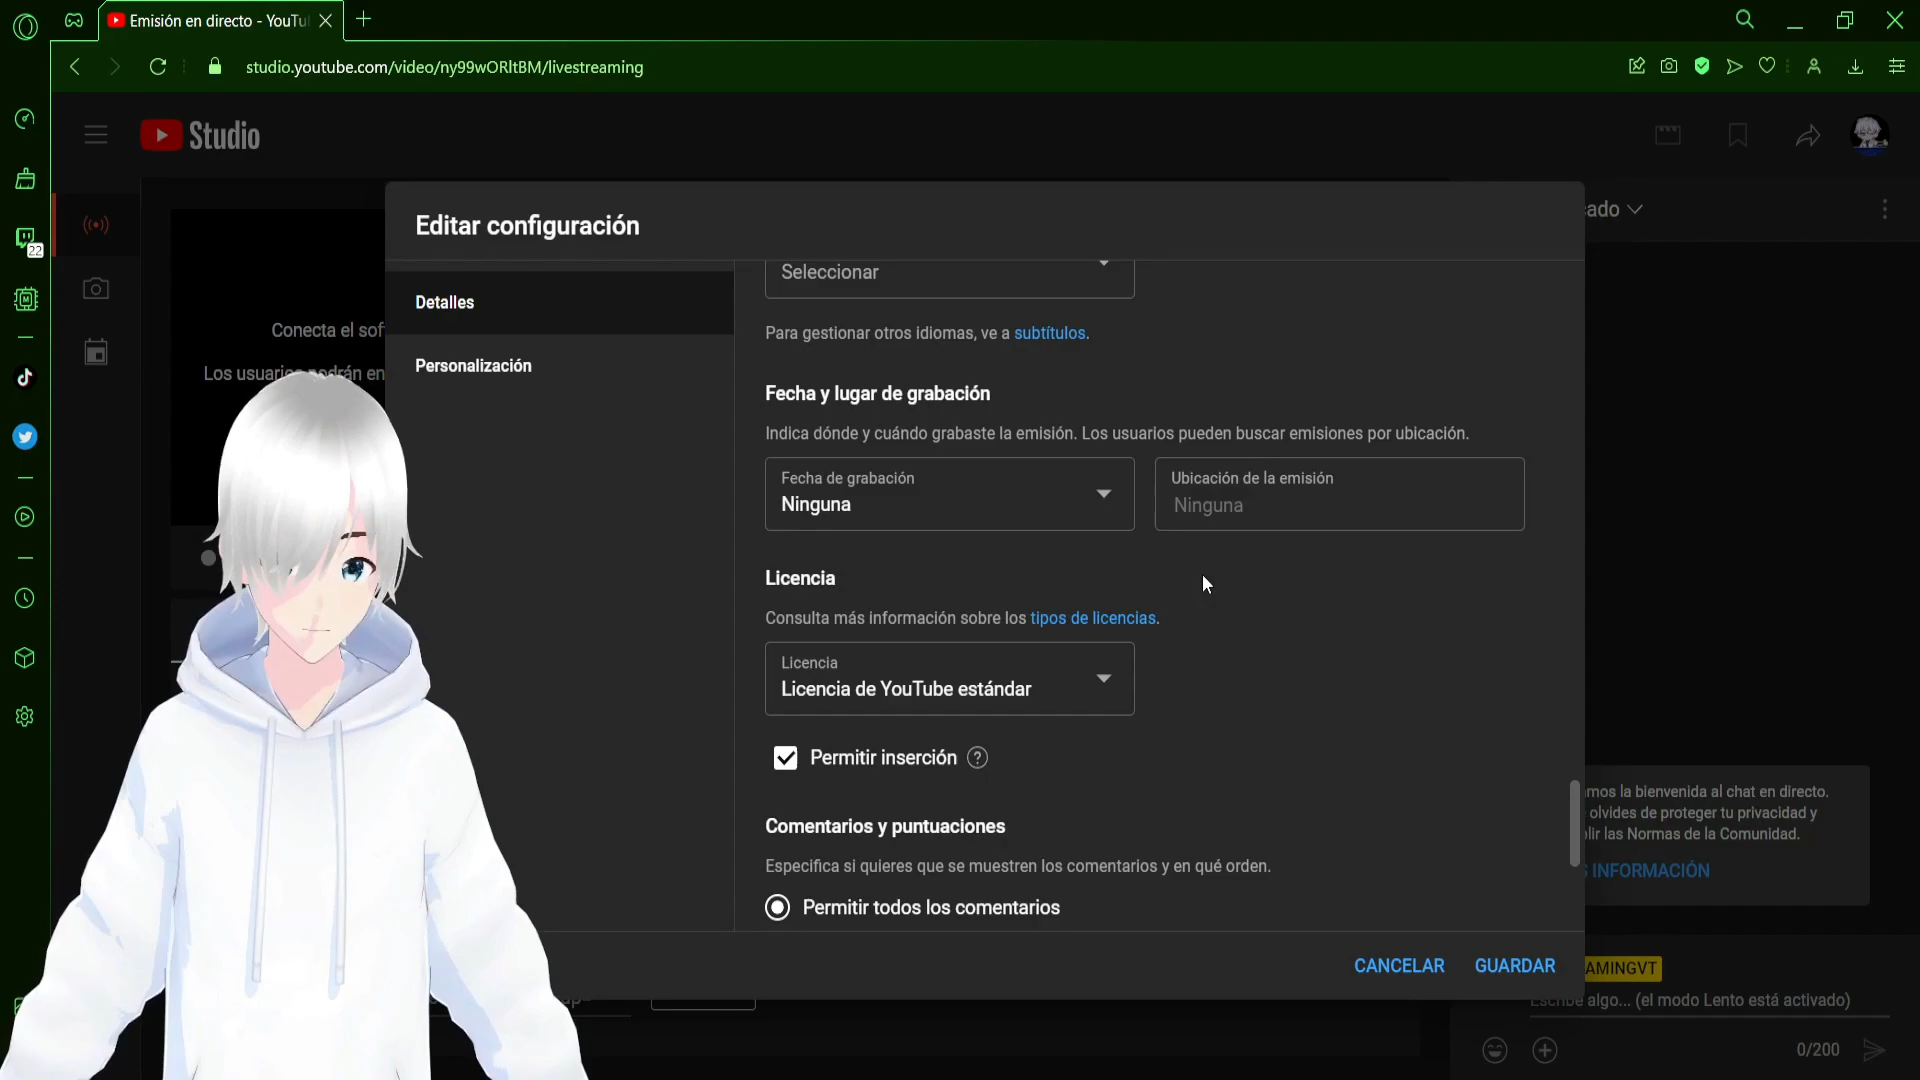 Emisión en directo - YouTu
studio.youtube.com/video/ny99wORltBM/livestreaming
22
Studio
Editar configuración
Detalles
Personalización
Conecta el sof
Los usuarios podrán en
Seleccionar
Para gestionar otros idiomas, ve a subtítulos.
Fecha y lugar de grabación
Indica dónde y cuándo grabaste la emisión. Los usuarios pueden buscar emisiones por ubicación.
Fecha de grabación
Ninguna
Ubicación de la emisión
Ninguna
Licencia
Consulta más información sobre los tipos de licencias.
Licencia
Licencia de YouTube estándar
Permitir inserción ?
Comentarios y puntuaciones
Especifica si quieres que se muestren los comentarios y en qué orden.
Permitir todos los comentarios
CANCELAR GUARDAR
ado
mos la bienvenida al chat en directo.
olvides de proteger tu privacidad y
lir las Normas de la Comunidad.
INFORMACIÓN
AMINGVT
Escribe algo... (el modo Lento está activado)
0/200